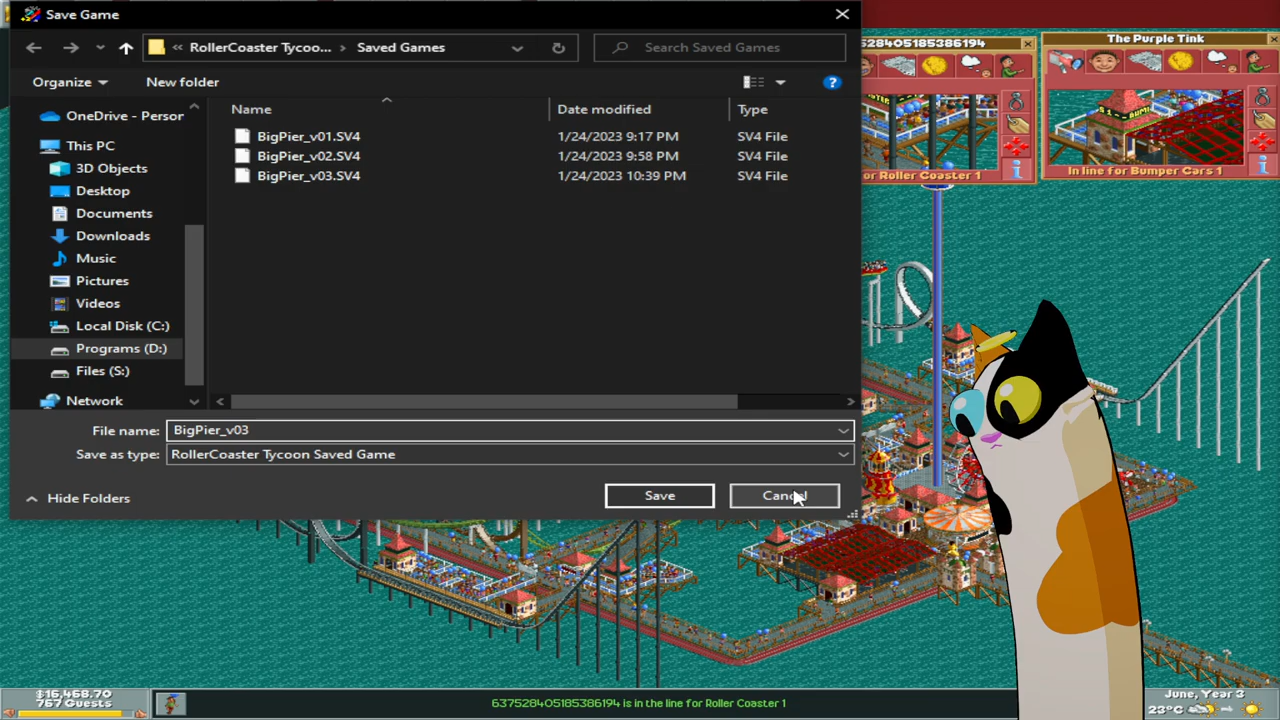 Save Game
RollerCoaster Tycoo...
Saved Games
Search Saved Games
Organize
New folder
Name
Date modified
Type
OneDrive - Person
This PC
3D Objects
Desktop
Documents
Downloads
Music
Pictures
Videos
Local Disk (C:)
Programs (D:)
Files (S:)
Network
BigPier_v01.SV4 1/24/2023 9:17 PM SV4 File
BigPier_v02.SV4 1/24/2023 9:58 PM SV4 File
BigPier_v03.SV4 1/24/2023 10:39 PM SV4 File
File name: BigPier_v03
Save as type: RollerCoaster Tycoon Saved Game
Hide Folders
Save
Cancel
528405185386194
or Roller Coaster 1
The Purple Tink
In line for Bumper Cars 1
$16,468.70
767 Guests
637528405185386194 is in the line for Roller Coaster 1
June, Year 3
23°C